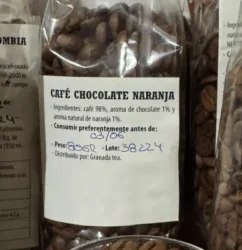 OMBIA
CAFÉ CHOCOLATE NARANJA
- Ingredientes: café 98%, aroma de chocolate 1% y
aroma natural de naranja 1%.
- Consumir preferentemente antes de:
03/06
- Peso: - Lote: 38224
- Distribuido por: Granada tea.